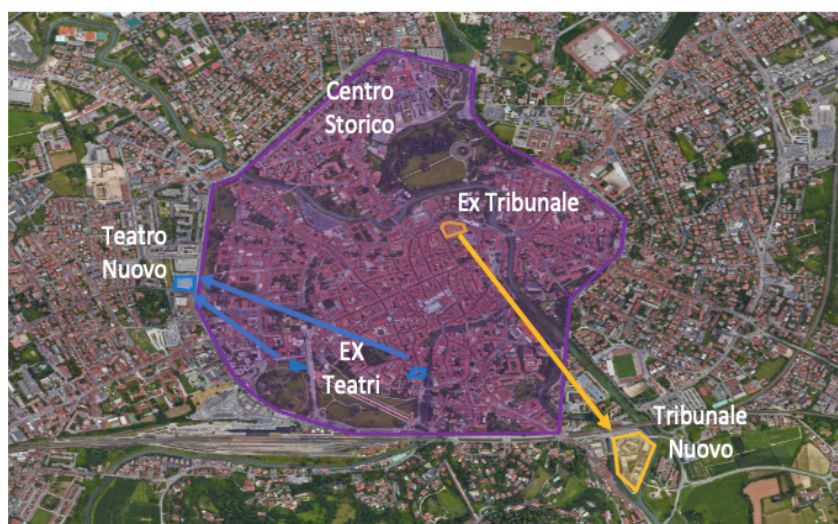 Centro
Storico
Ex Tribunale
Teatro
Nuovo
EX
Teatri
Tribunale
Nuovo